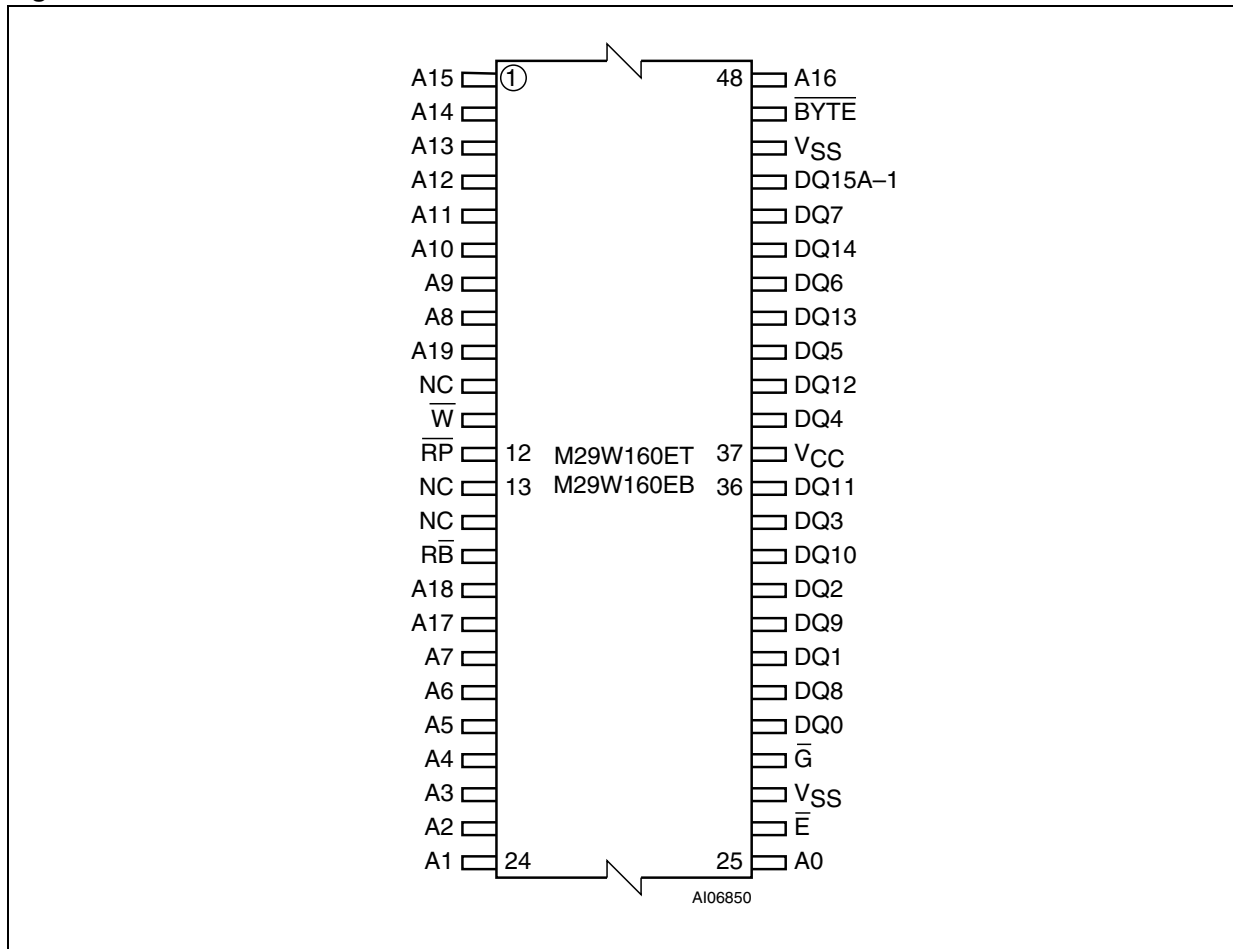 A15 1 48 A16
A14 B̅Y̅T̅E̅
A13 VSS
A12 DQ15A–1
A11 DQ7
A10 DQ14
A9 DQ6
A8 DQ13
A19 DQ5
NC DQ12
W̅ DQ4
R̅P̅ 12 M29W160ET 37 VCC
NC 13 M29W160EB 36 DQ11
NC DQ3
RB̅ DQ10
A18 DQ2
A17 DQ9
A7 DQ1
A6 DQ8
A5 DQ0
A4 G̅
A3 VSS
A2 E̅
A1 24 25 A0
AI06850